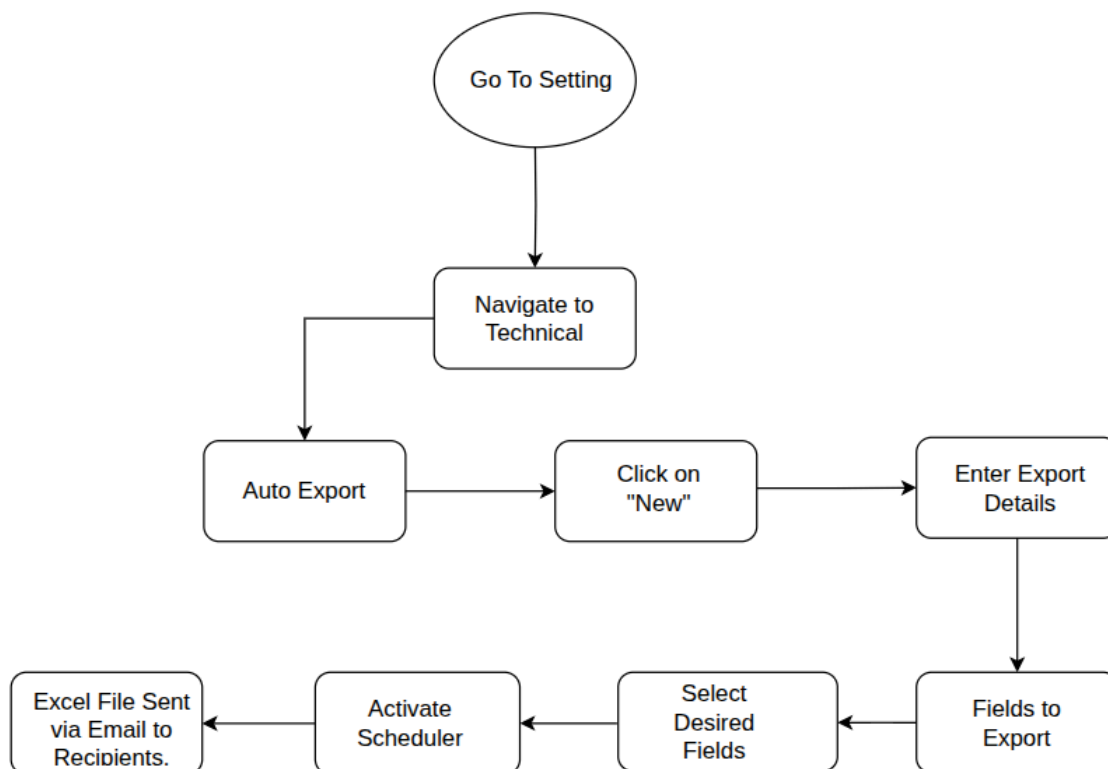 Go To Setting
Navigate to
Technical
Auto Export
Click on
"New"
Enter Export
Details
Fields to
Export
Select
Desired
Fields
Activate
Scheduler
Excel File Sent
via Email to
Recipients.